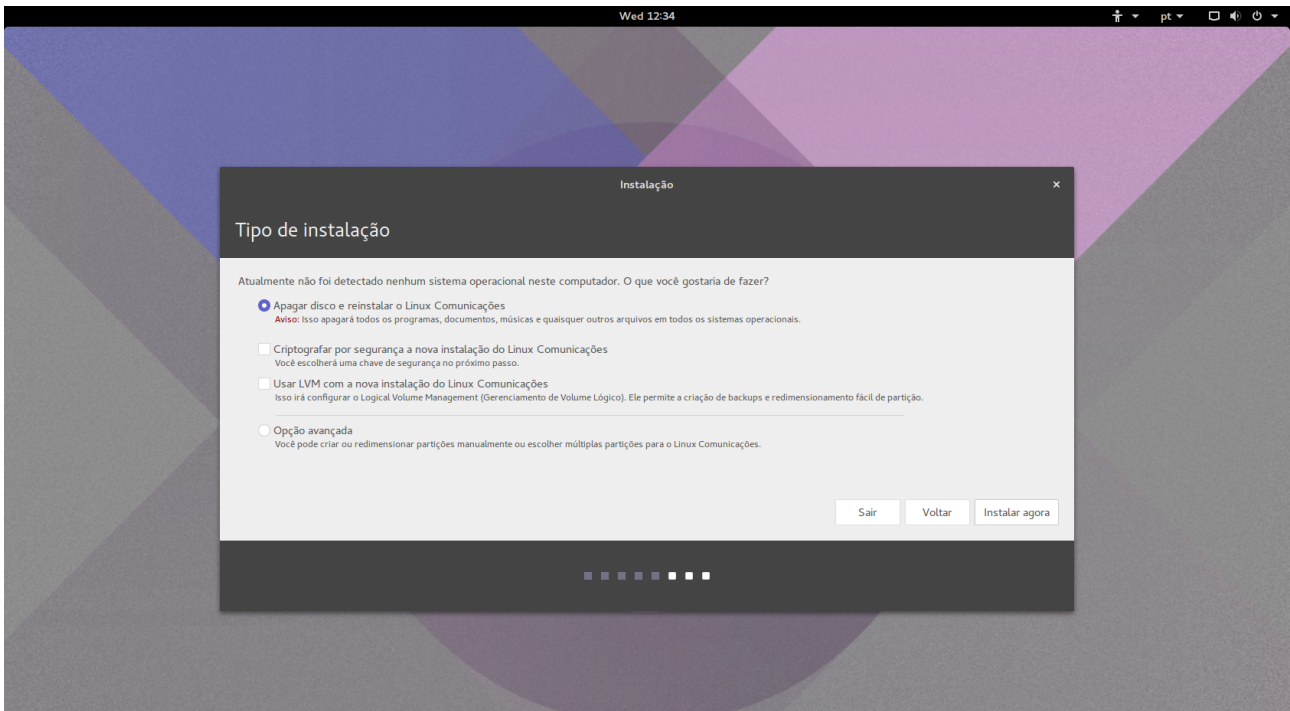 Wed 12:34
pt
Instalação
Tipo de instalação
Atualmente não foi detectado nenhum sistema operacional neste computador. O que você gostaria de fazer?
Apagar disco e reinstalar o Linux Comunicações
Aviso: Isso apagará todos os programas, documentos, músicas e quaisquer outros arquivos em todos os sistemas operacionais.
Criptografar por segurança a nova instalação do Linux Comunicações
Você escolherá uma chave de segurança no próximo passo.
Usar LVM com a nova instalação do Linux Comunicações
Isso irá configurar o Logical Volume Management (Gerenciamento de Volume Lógico). Ele permite a criação de backups e redimensionamento fácil de partição.
Opção avançada
Você pode criar ou redimensionar partições manualmente ou escolher múltiplas partições para o Linux Comunicações.
Sair Voltar Instalar agora